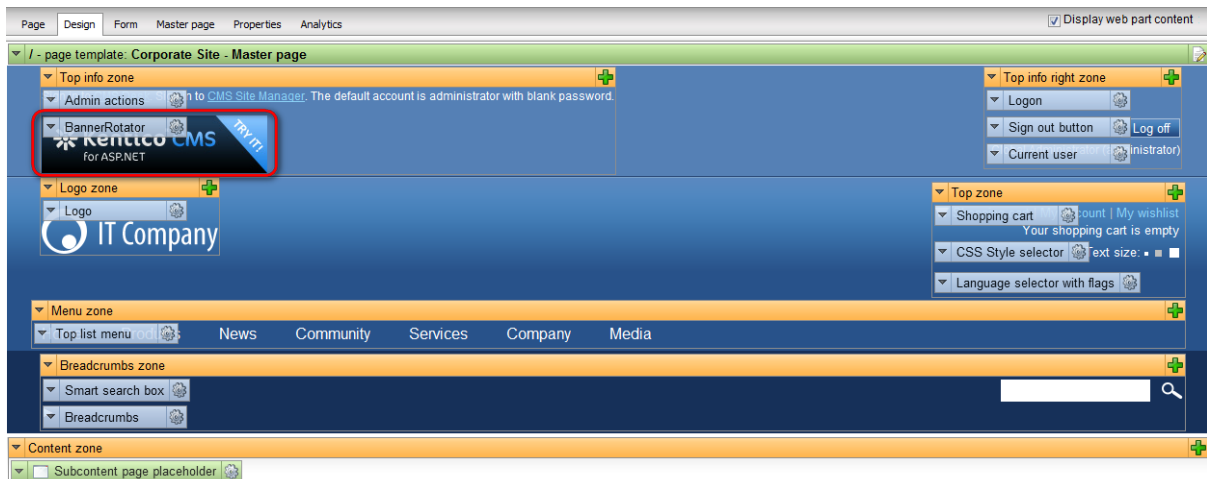 Page Design Form Master page Properties Analytics Display web part content
/ - page template: Corporate Site - Master page
Top info zone
Admin actions to CMS Site Manager. The default account is administrator with blank password.
BannerRotator
Kentico CMS
for ASP.NET
TRY IT!
Top info right zone
Logon
Sign out button Log off
Current user
Logo zone
Logo
IT Company
Top zone
Shopping cart | My wishlist
Your shopping cart is empty
CSS Style selector Text size:
Language selector with flags
Menu zone
Top list menu News Community Services Company Media
Breadcrumbs zone
Smart search box
Breadcrumbs
Content zone
Subcontent page placeholder